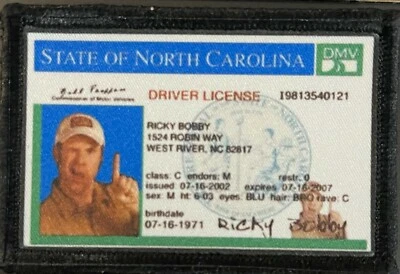 STATE OF NORTH CAROLINA
DMV
Commissioner of Motor Vehicles
DRIVER LICENSE I9813540121
RICKY BOBBY
1524 ROBIN WAY
WEST RIVER, NC 82817
class: C endors: M restr: 0
issued 07-16-2002 expires 07-16-2007
sex: M ht: 6-03 eyes: BLU hair: BRO rave: C
birthdate
07-16-1971 Ricky Bobby